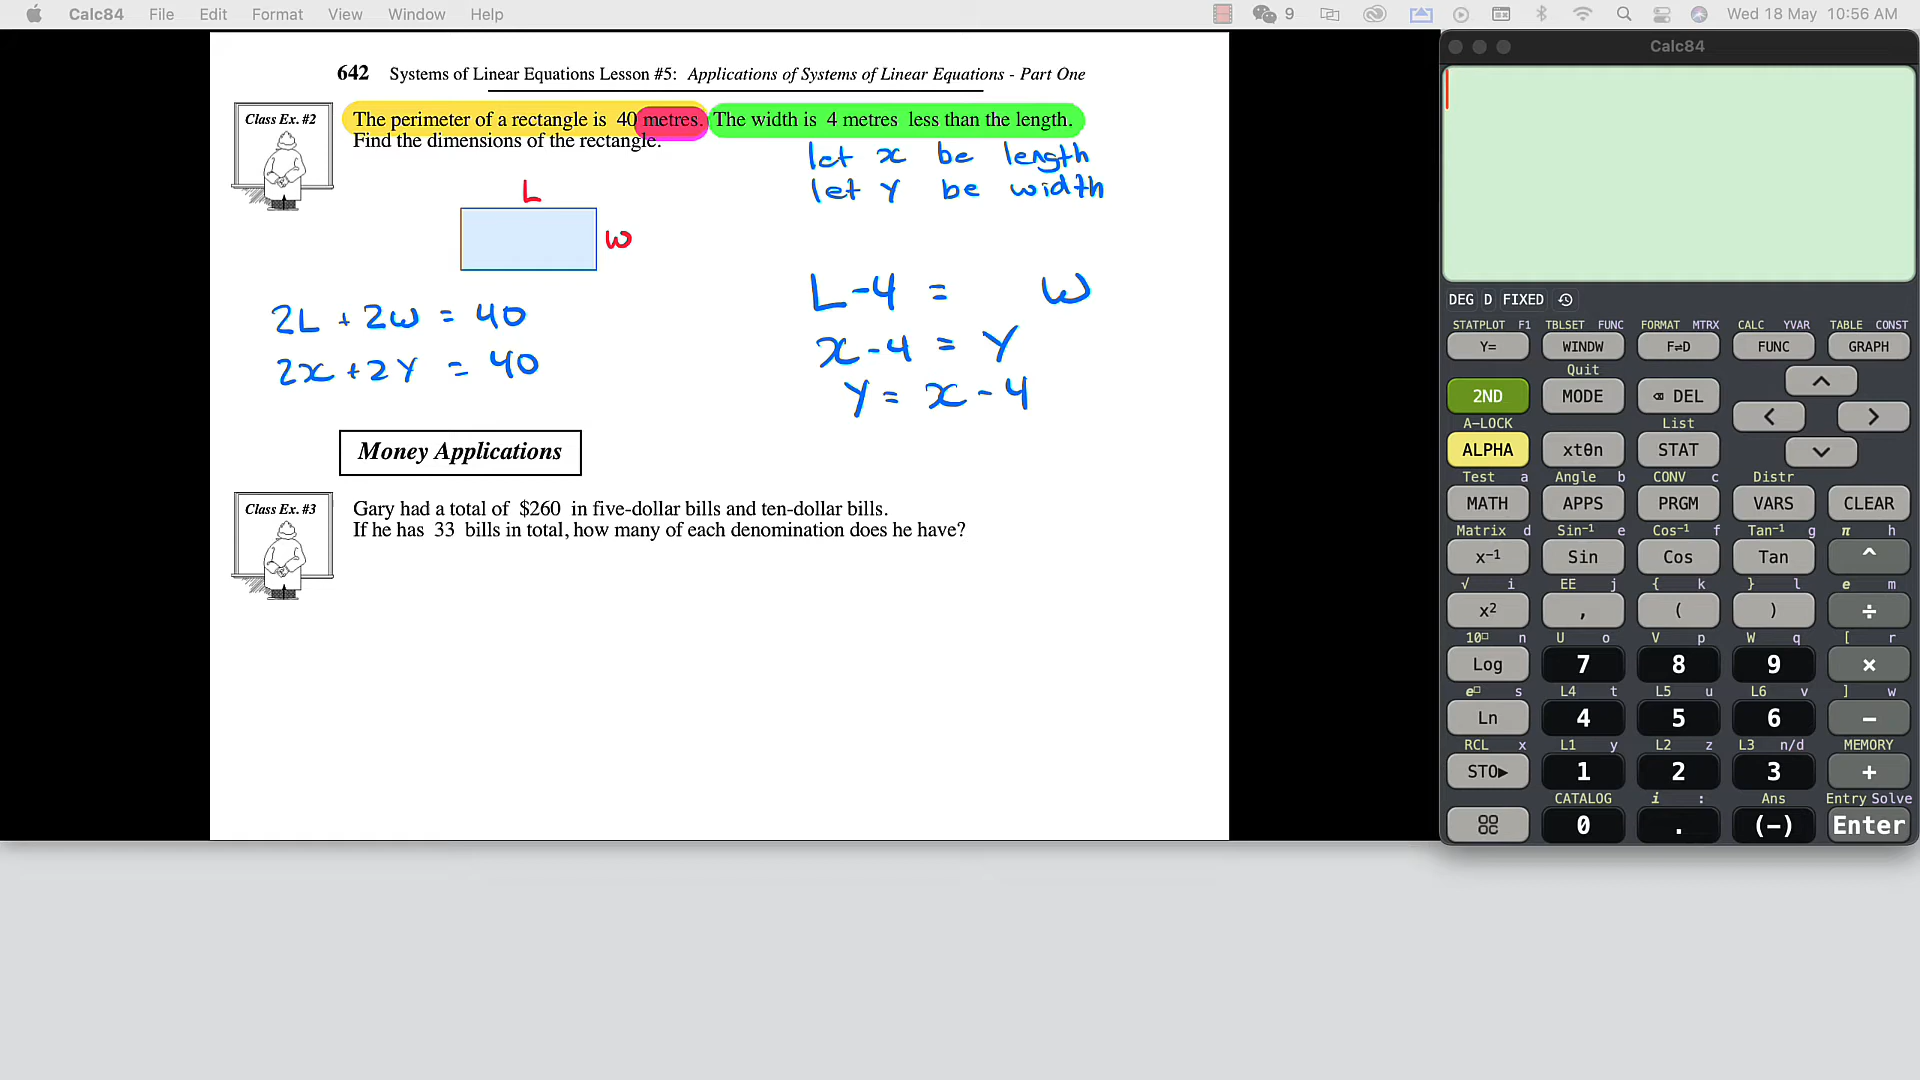 Calc84 File Edit Format View Window Help 9 Wed 18 May 10:56 AM
642 Systems of Linear Equations Lesson #5: Applications of Systems of Linear Equations - Part One
Class Ex. #2
The perimeter of a rectangle is 40 metres. The width is 4 metres less than the length.
Find the dimensions of the rectangle.
let x be length
let Y be width
L
W
L-4 = W
2L + 2W = 40
x-4 = Y
2x + 2Y = 40
Y = x - 4
Money Applications
Class Ex. #3
Gary had a total of $260 in five-dollar bills and ten-dollar bills.
If he has 33 bills in total, how many of each denomination does he have?
Calc84
DEG D FIXED
STATPLOT F1 TBLSET FUNC FORMAT MTRX CALC YVAR TABLE CONST
Y= WINDW F⇌D FUNC GRAPH
Quit
2ND MODE ⌫ DEL
A-LOCK List
ALPHA xtθn STAT
Test a Angle b CONV c Distr
MATH APPS PRGM VARS CLEAR
Matrix d Sin⁻¹ e Cos⁻¹ f Tan⁻¹ g π h
x⁻¹ Sin Cos Tan ^
√ i EE j { k } l e m
x² , ( ) ÷
10□ n U o V p W q [ r
Log 7 8 9 ×
e□ s L4 t L5 u L6 v ] w
Ln 4 5 6 −
RCL x L1 y L2 z L3 n/d MEMORY
STO▶ 1 2 3 +
CATALOG i : Ans Entry Solve
0 . (−) Enter